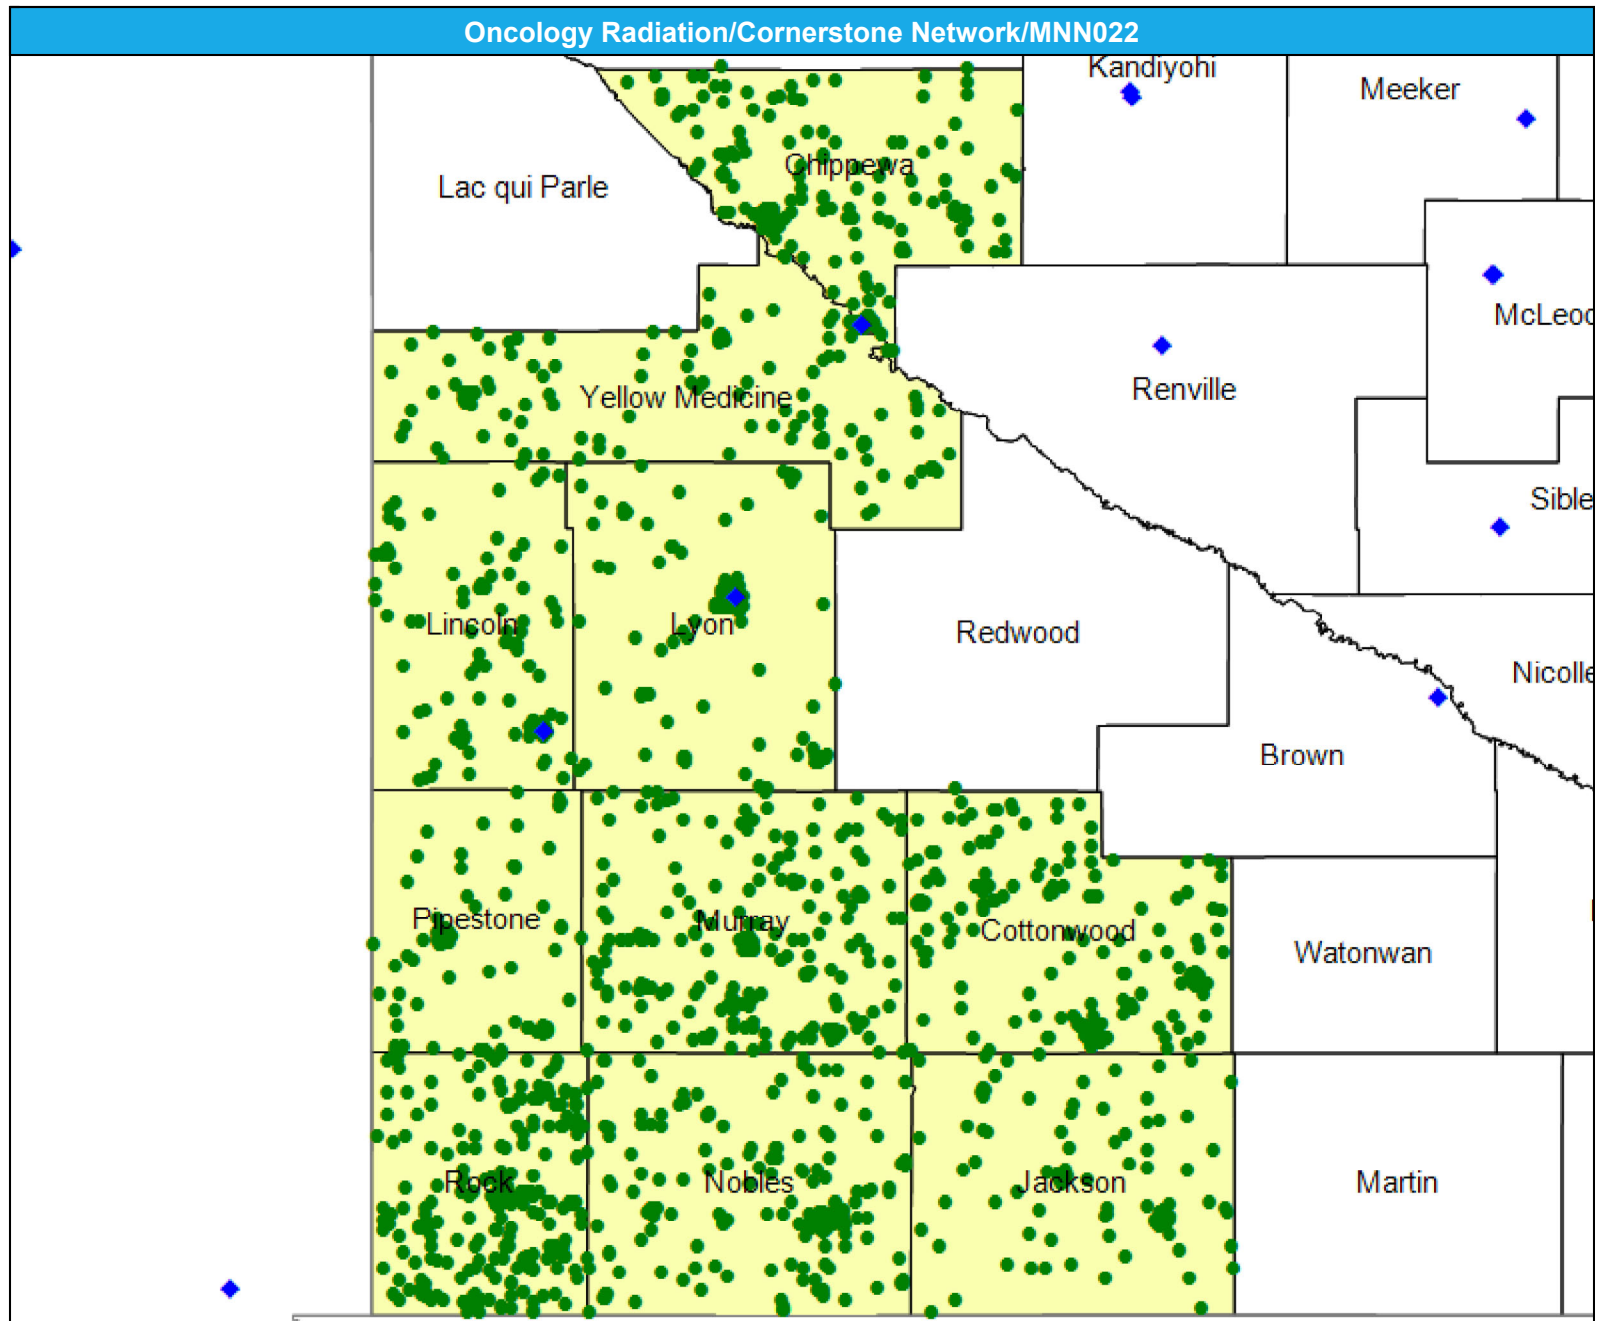 Oncology Radiation/Cornerstone Network/MNN022
Kandiyohi
Meeker
Chippewa
Lac qui Parle
McLeod
Renville
Yellow Medicine
Sible
Lincoln
Lyon
Redwood
Nicolle
Brown
Pipestone
Murray
Cottonwood
Watonwan
Rock
Nobles
Jackson
Martin